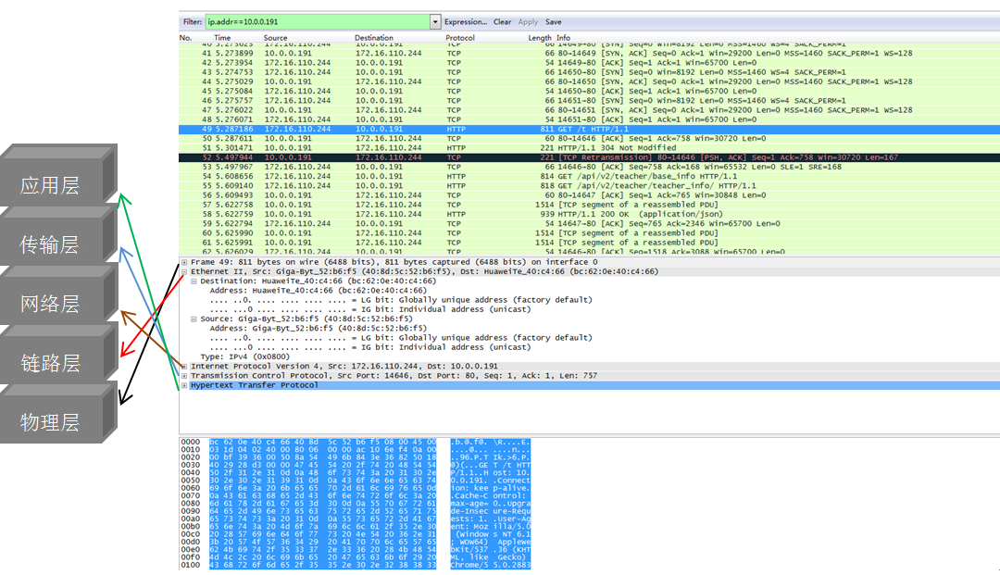 Filter: ip.addr==10.0.0.191 Expression... Clear Apply Save
No. Time Source Destination Protocol Length Info
40 5.273625 172.16.110.244 10.0.0.191 TCP 66 14649→80 [SYN] Seq=0 Win=8192 Len=0 MSS=1460 WS=4 SACK_PERM=1
41 5.273899 10.0.0.191 172.16.110.244 TCP 66 80→14649 [SYN, ACK] Seq=0 Ack=1 Win=29200 Len=0 MSS=1460 SACK_PERM=1 WS=128
42 5.273954 172.16.110.244 10.0.0.191 TCP 54 14649→80 [ACK] Seq=1 Ack=1 Win=65700 Len=0
43 5.274753 172.16.110.244 10.0.0.191 TCP 66 14650→80 [SYN] Seq=0 Win=8192 Len=0 MSS=1460 WS=4 SACK_PERM=1
44 5.275029 10.0.0.191 172.16.110.244 TCP 66 80→14650 [SYN, ACK] Seq=0 Ack=1 Win=29200 Len=0 MSS=1460 SACK_PERM=1 WS=128
45 5.275084 172.16.110.244 10.0.0.191 TCP 54 14650→80 [ACK] Seq=1 Ack=1 Win=65700 Len=0
46 5.275757 172.16.110.244 10.0.0.191 TCP 66 14651→80 [SYN] Seq=0 Win=8192 Len=0 MSS=1460 WS=4 SACK_PERM=1
47 5.276022 10.0.0.191 172.16.110.244 TCP 66 80→14651 [SYN, ACK] Seq=0 Ack=1 Win=29200 Len=0 MSS=1460 SACK_PERM=1 WS=128
48 5.276071 172.16.110.244 10.0.0.191 TCP 54 14651→80 [ACK] Seq=1 Ack=1 Win=65700 Len=0
49 5.287186 172.16.110.244 10.0.0.191 HTTP 811 GET /t HTTP/1.1
50 5.287611 10.0.0.191 172.16.110.244 TCP 60 80→14646 [ACK] Seq=1 Ack=758 Win=30720 Len=0
51 5.301471 10.0.0.191 172.16.110.244 HTTP 221 HTTP/1.1 304 Not Modified
52 5.497944 10.0.0.191 172.16.110.244 TCP 221 [TCP Retransmission] 80→14646 [PSH, ACK] Seq=1 Ack=758 Win=30720 Len=167
53 5.497967 172.16.110.244 10.0.0.191 TCP 66 14646→80 [ACK] Seq=758 Ack=168 Win=65532 Len=0 SLE=1 SRE=168
54 5.608656 172.16.110.244 10.0.0.191 HTTP 814 GET /api/v2/teacher/base_info HTTP/1.1
55 5.609140 172.16.110.244 10.0.0.191 HTTP 818 GET /api/v2/teacher/teacher_info/ HTTP/1.1
56 5.609493 10.0.0.191 172.16.110.244 TCP 60 80→14647 [ACK] Seq=1 Ack=765 Win=30848 Len=0
57 5.622758 10.0.0.191 172.16.110.244 TCP 1514 [TCP segment of a reassembled PDU]
58 5.622759 10.0.0.191 172.16.110.244 HTTP 939 HTTP/1.1 200 OK (application/json)
59 5.622794 172.16.110.244 10.0.0.191 TCP 54 14647→80 [ACK] Seq=765 Ack=2346 Win=65700 Len=0
60 5.625990 10.0.0.191 172.16.110.244 TCP 1514 [TCP segment of a reassembled PDU]
61 5.625991 10.0.0.191 172.16.110.244 TCP 1514 [TCP segment of a reassembled PDU]
62 5.626029 172.16.110.244 10.0.0.191 TCP 54 14646→80 [ACK] Seq=1518 Ack=3088 Win=65700 Len=0
应用层
传输层
网络层
链路层
物理层
Frame 49: 811 bytes on wire (6488 bits), 811 bytes captured (6488 bits) on interface 0
Ethernet II, Src: Giga-Byt_52:b6:f5 (40:8d:5c:52:b6:f5), Dst: HuaweiTe_40:c4:66 (bc:62:0e:40:c4:66)
Destination: HuaweiTe_40:c4:66 (bc:62:0e:40:c4:66)
Address: HuaweiTe_40:c4:66 (bc:62:0e:40:c4:66)
.... ..0. .... .... .... .... = LG bit: Globally unique address (factory default)
.... ...0 .... .... .... .... = IG bit: Individual address (unicast)
Source: Giga-Byt_52:b6:f5 (40:8d:5c:52:b6:f5)
Address: Giga-Byt_52:b6:f5 (40:8d:5c:52:b6:f5)
.... ..0. .... .... .... .... = LG bit: Globally unique address (factory default)
.... ...0 .... .... .... .... = IG bit: Individual address (unicast)
Type: IPv4 (0x0800)
Internet Protocol Version 4, Src: 172.16.110.244, Dst: 10.0.0.191
Transmission Control Protocol, Src Port: 14646, Dst Port: 80, Seq: 1, Ack: 1, Len: 757
Hypertext Transfer Protocol
0000 bc 62 0e 40 c4 66 40 8d 5c 52 b6 f5 08 00 45 00 .b.@.f@. \R....E.
0010 03 1d 04 02 40 00 80 06 00 00 ac 10 6e f4 0a 00 ....@... ....n...
0020 00 bf 39 36 00 50 8a 54 49 6b 84 3e 36 82 50 18 ..96.P.T Ik.>6.P.
0030 40 29 28 d3 00 00 47 45 54 20 2f 74 20 48 54 54 @)(...GE T /t HTT
0040 50 2f 31 2e 31 0d 0a 48 6f 73 74 3a 20 31 30 2e P/1.1..H ost: 10.
0050 30 2e 30 2e 31 39 31 0d 0a 43 6f 6e 6e 65 63 74 0.0.191. .Connect
0060 69 6f 6e 3a 20 6b 65 65 70 2d 61 6c 69 76 65 0d ion: kee p-alive.
0070 0a 43 61 63 68 65 2d 43 6f 6e 74 72 6f 6c 3a 20 .Cache-C ontrol:
0080 6d 61 78 2d 61 67 65 3d 30 0d 0a 55 70 67 72 61 max-age= 0..Upgra
0090 64 65 2d 49 6e 73 65 63 75 72 65 2d 52 65 71 75 de-Insec ure-Requ
00a0 65 73 74 73 3a 20 31 0d 0a 55 73 65 72 2d 41 67 ests: 1. .User-Ag
00b0 65 6e 74 3a 20 4d 6f 7a 69 6c 6c 61 2f 35 2e 30 ent: Moz illa/5.0
00c0 20 28 57 69 6e 64 6f 77 73 20 4e 54 20 36 2e 31 (Window s NT 6.1
00d0 3b 20 57 4f 57 36 34 29 20 41 70 70 6c 65 57 65 ; WOW64) AppleWe
00e0 62 4b 69 74 2f 35 33 37 2e 33 36 20 28 4b 48 54 bKit/537 .36 (KHT
00f0 4d 4c 2c 20 6c 69 6b 65 20 47 65 63 6b 6f 29 20 ML, like Gecko)
0100 43 68 72 6f 6d 65 2f 35 35 2e 30 2e 32 38 38 33 Chrome/5 5.0.2883